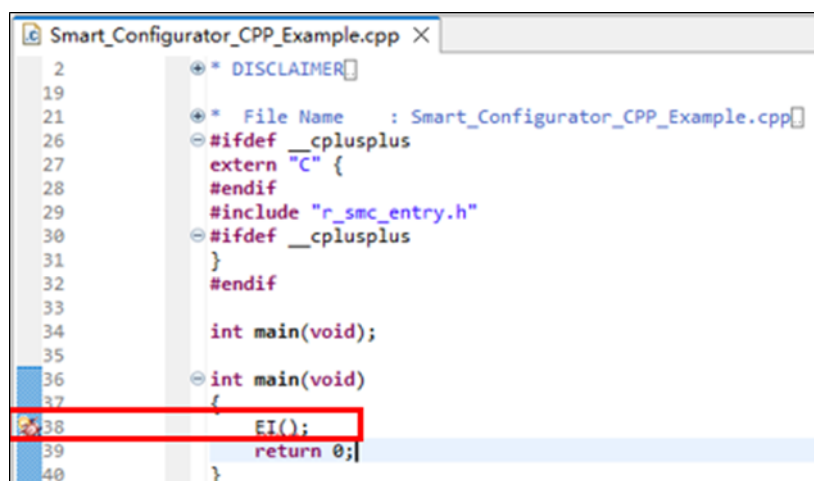 Smart_Configurator_CPP_Example.cpp
2 * DISCLAIMER
19
21 * File Name : Smart_Configurator_CPP_Example.cpp
26 #ifdef __cplusplus
27 extern "C" {
28 #endif
29 #include "r_smc_entry.h"
30 #ifdef __cplusplus
31 }
32 #endif
33
34 int main(void);
35
36 int main(void)
37 {
38 EI();
39 return 0;
40 }